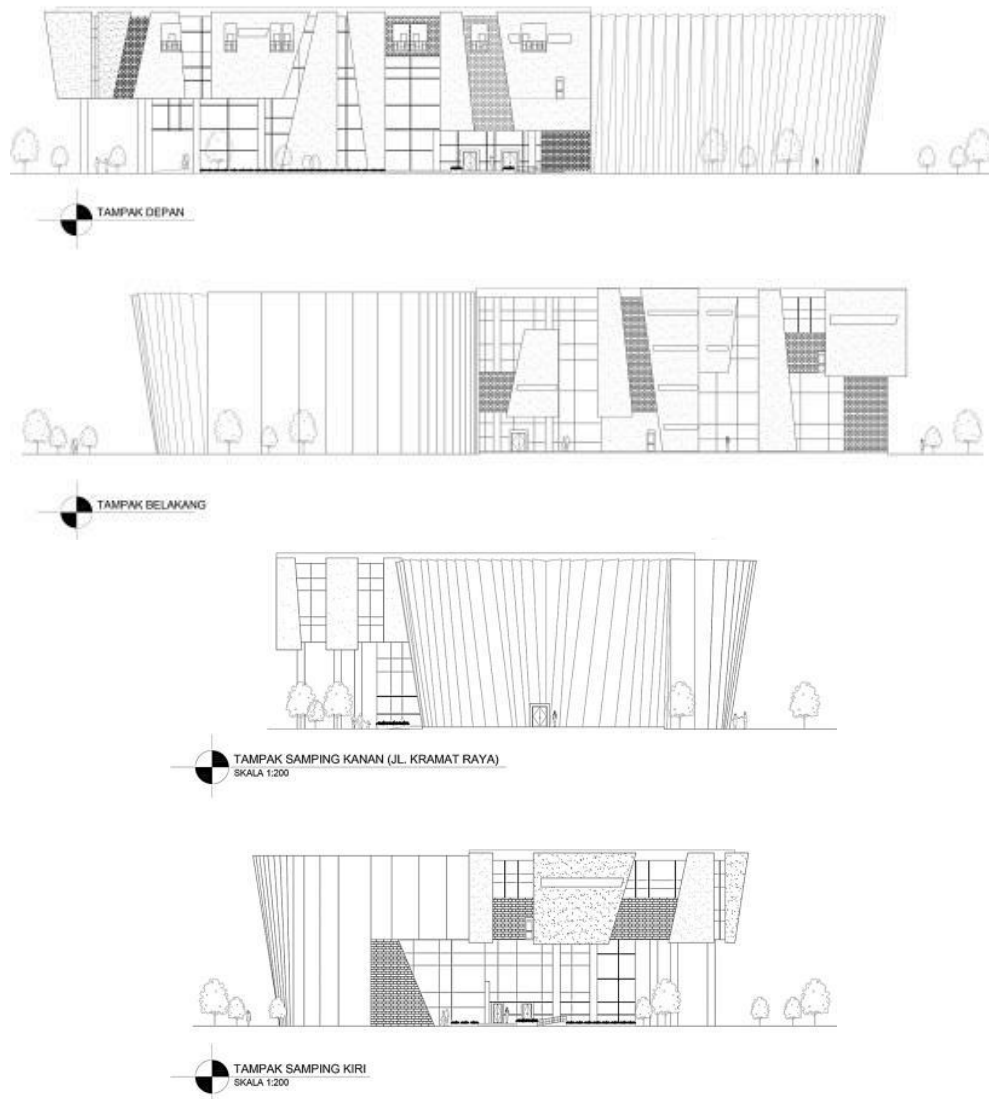 TAMPAK DEPAN
TAMPAK BELAKANG
TAMPAK SAMPING KANAN (JL. KRAMAT RAYA)
SKALA 1:200
TAMPAK SAMPING KIRI
SKALA 1:200